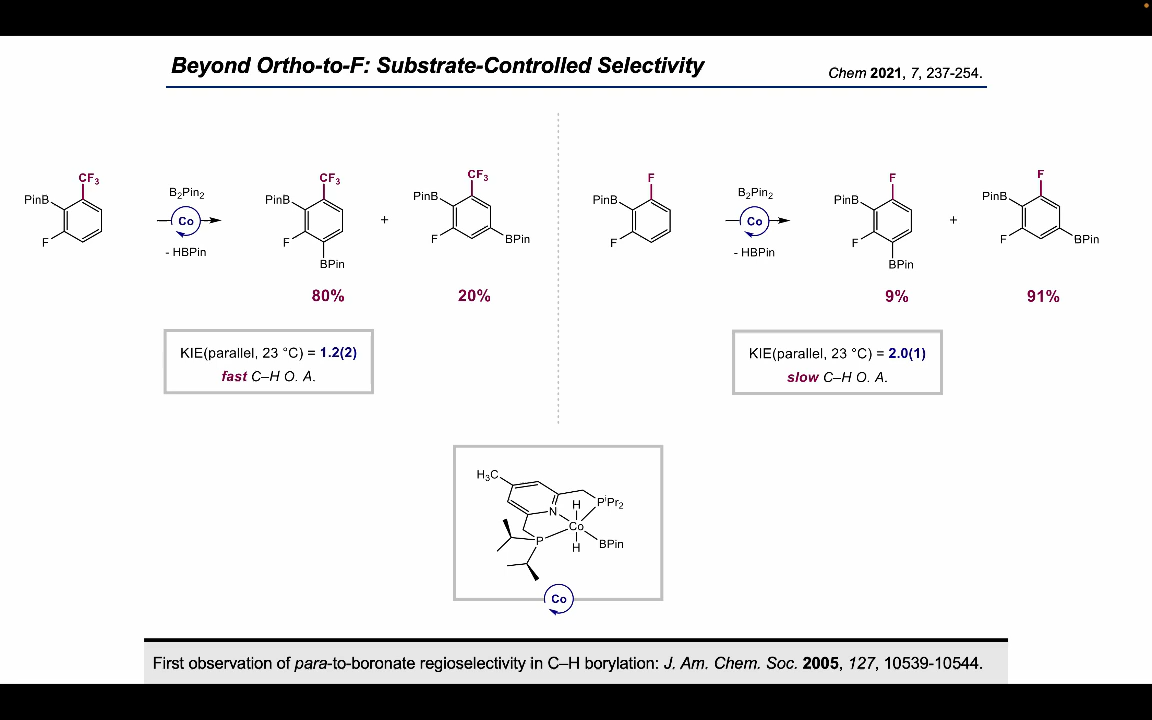 Beyond Ortho-to-F: Substrate-Controlled Selectivity
Chem 2021, 7, 237-254.
CF₃
PinB
F
B₂Pin₂
Co
- HBPin
CF₃
PinB
F
BPin
80%
+
CF₃
PinB
F
BPin
20%
KIE(parallel, 23 °C) = 1.2(2)
fast C–H O. A.
F
PinB
F
B₂Pin₂
Co
- HBPin
F
PinB
F
BPin
9%
+
F
PinB
F
BPin
91%
KIE(parallel, 23 °C) = 2.0(1)
slow C–H O. A.
H₃C
N
H
PⁱPr₂
Co
P
H
BPin
Co
First observation of para-to-boronate regioselectivity in C–H borylation: J. Am. Chem. Soc. 2005, 127, 10539-10544.